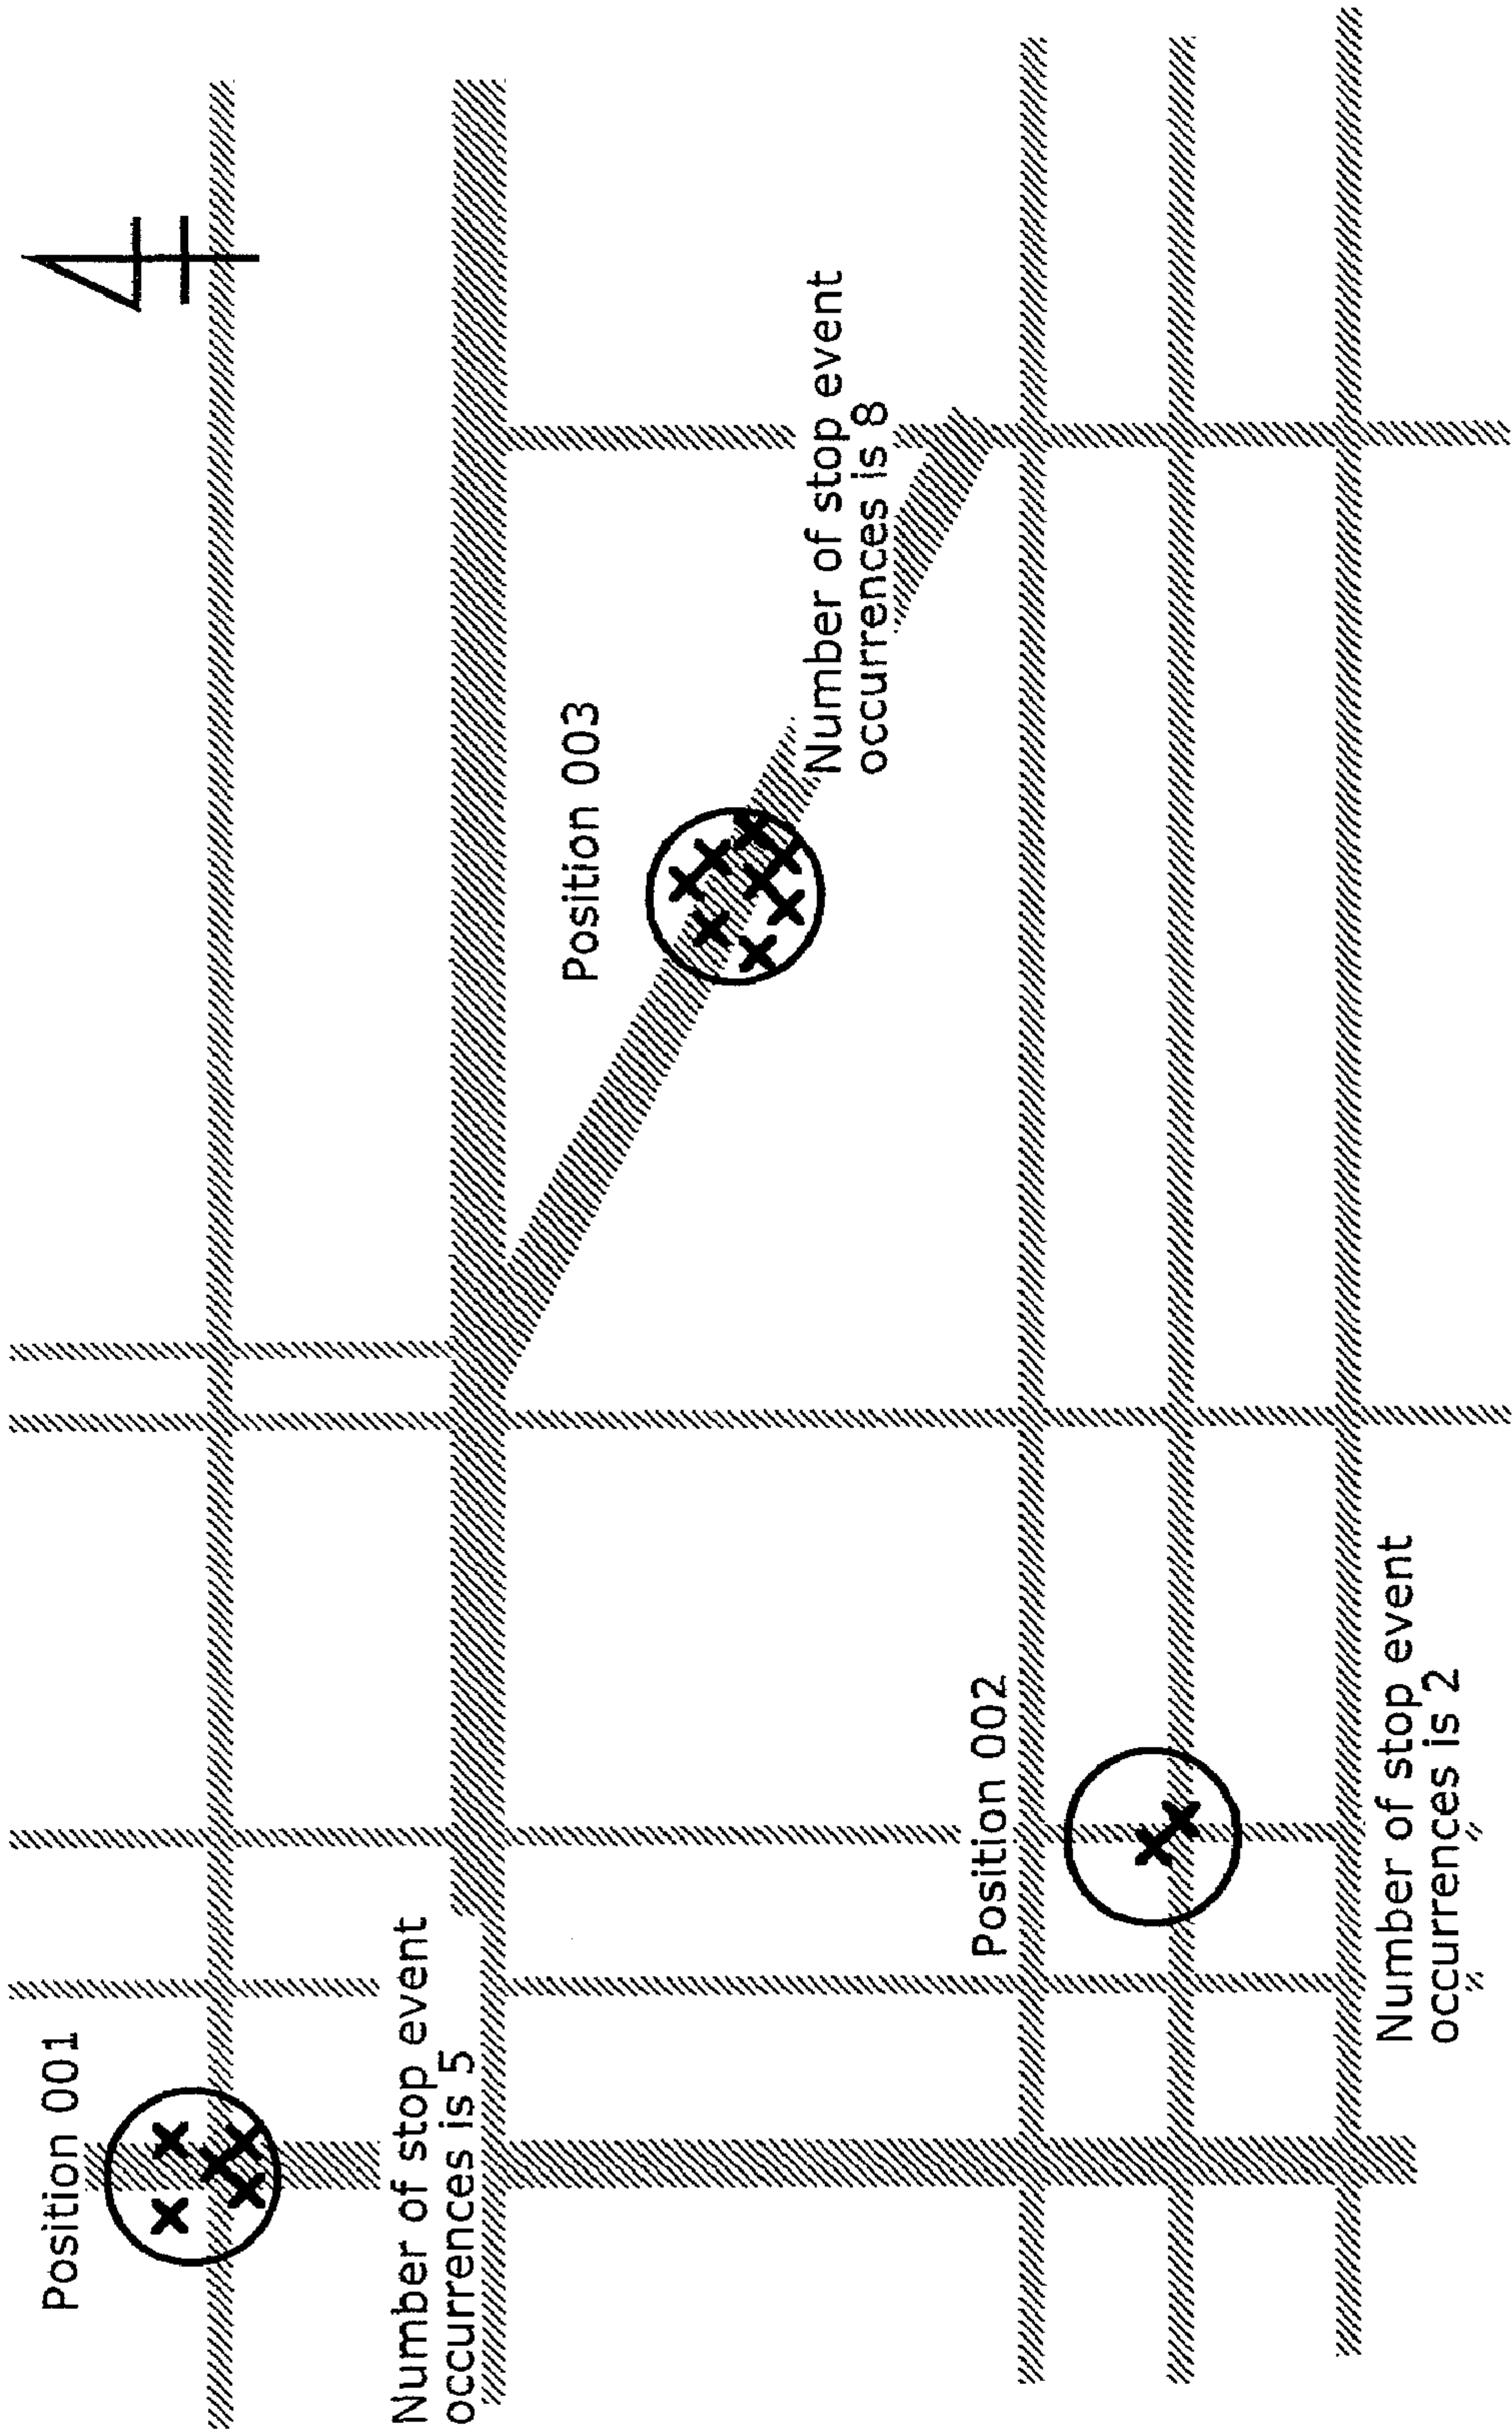 Position 001
Number of stop event
occurrences is 5
Position 002
Number of stop event
occurrences is 2
Position 003
Number of stop event
occurrences is 8